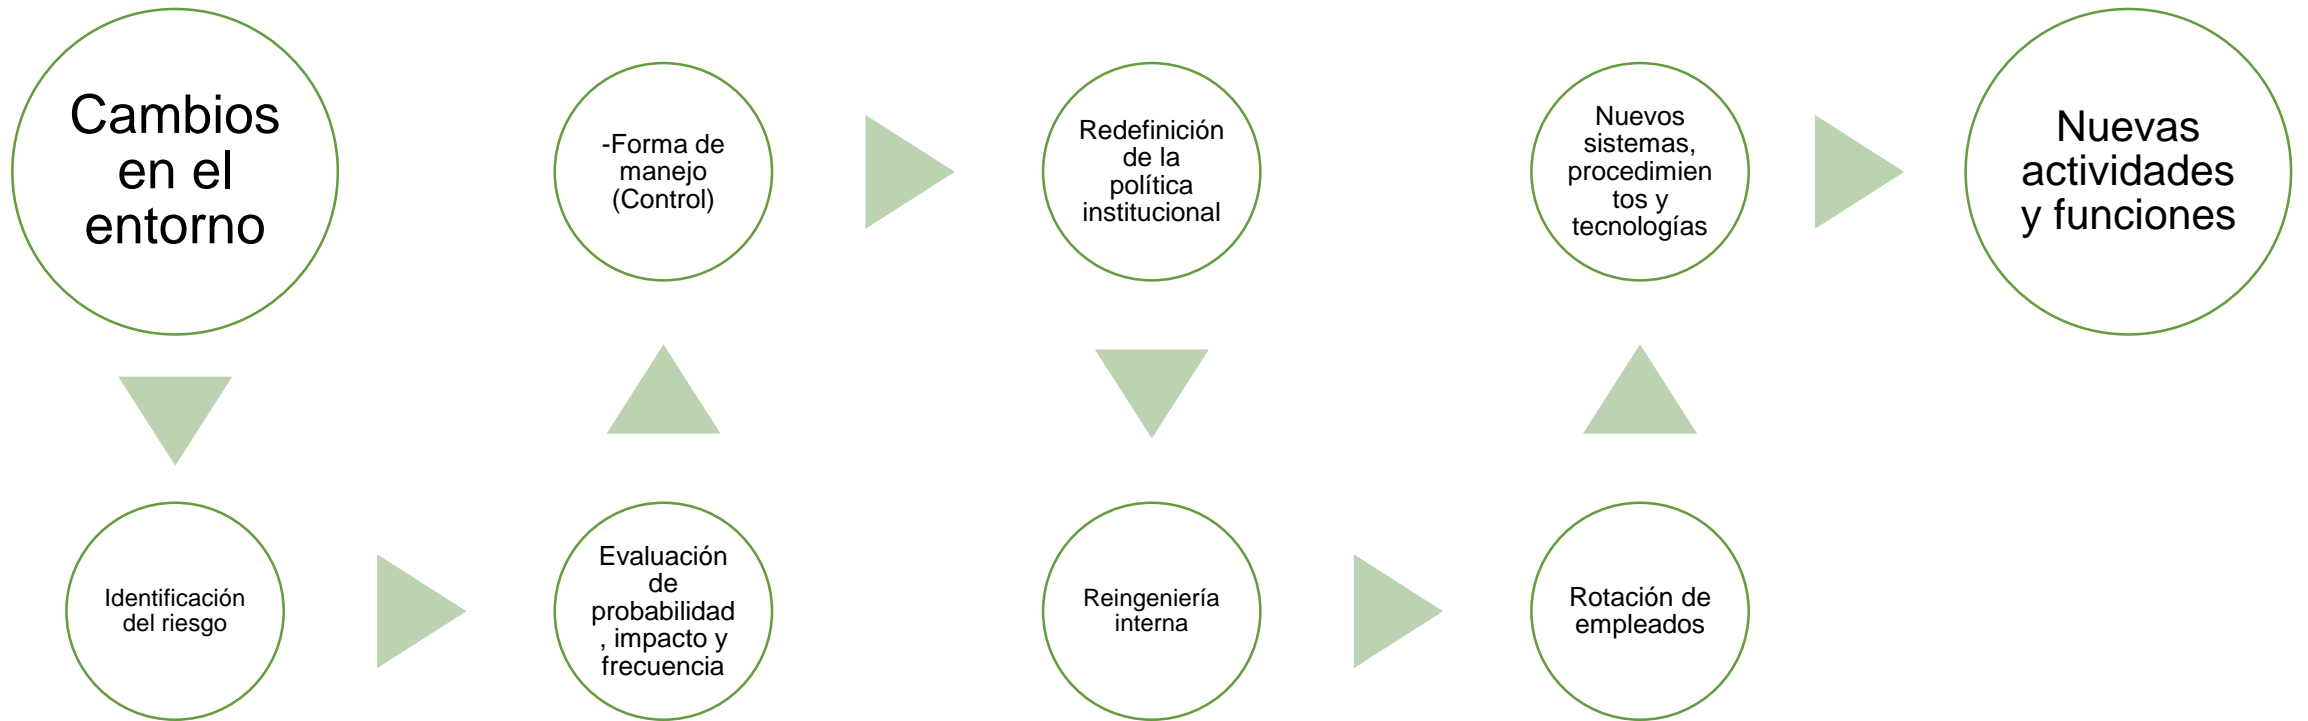 Cambios
en el
entorno
Identificación
del riesgo
Evaluación
de
probabilidad
, impacto y
frecuencia
-Forma de
manejo
(Control)
Redefinición
de la
política
institucional
Reingeniería
interna
Rotación de
empleados
Nuevos
sistemas,
procedimien
tos y
tecnologías
Nuevas
actividades
y funciones